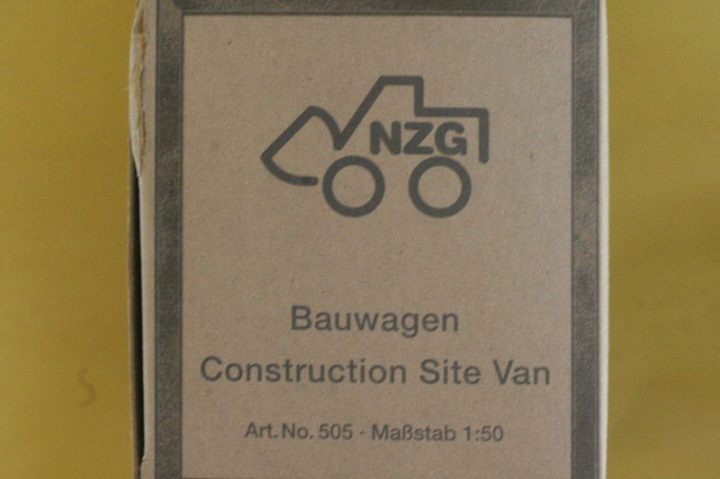 NZG
Bauwagen
Construction Site Van
Art. No. 505 · Maßstab 1:50